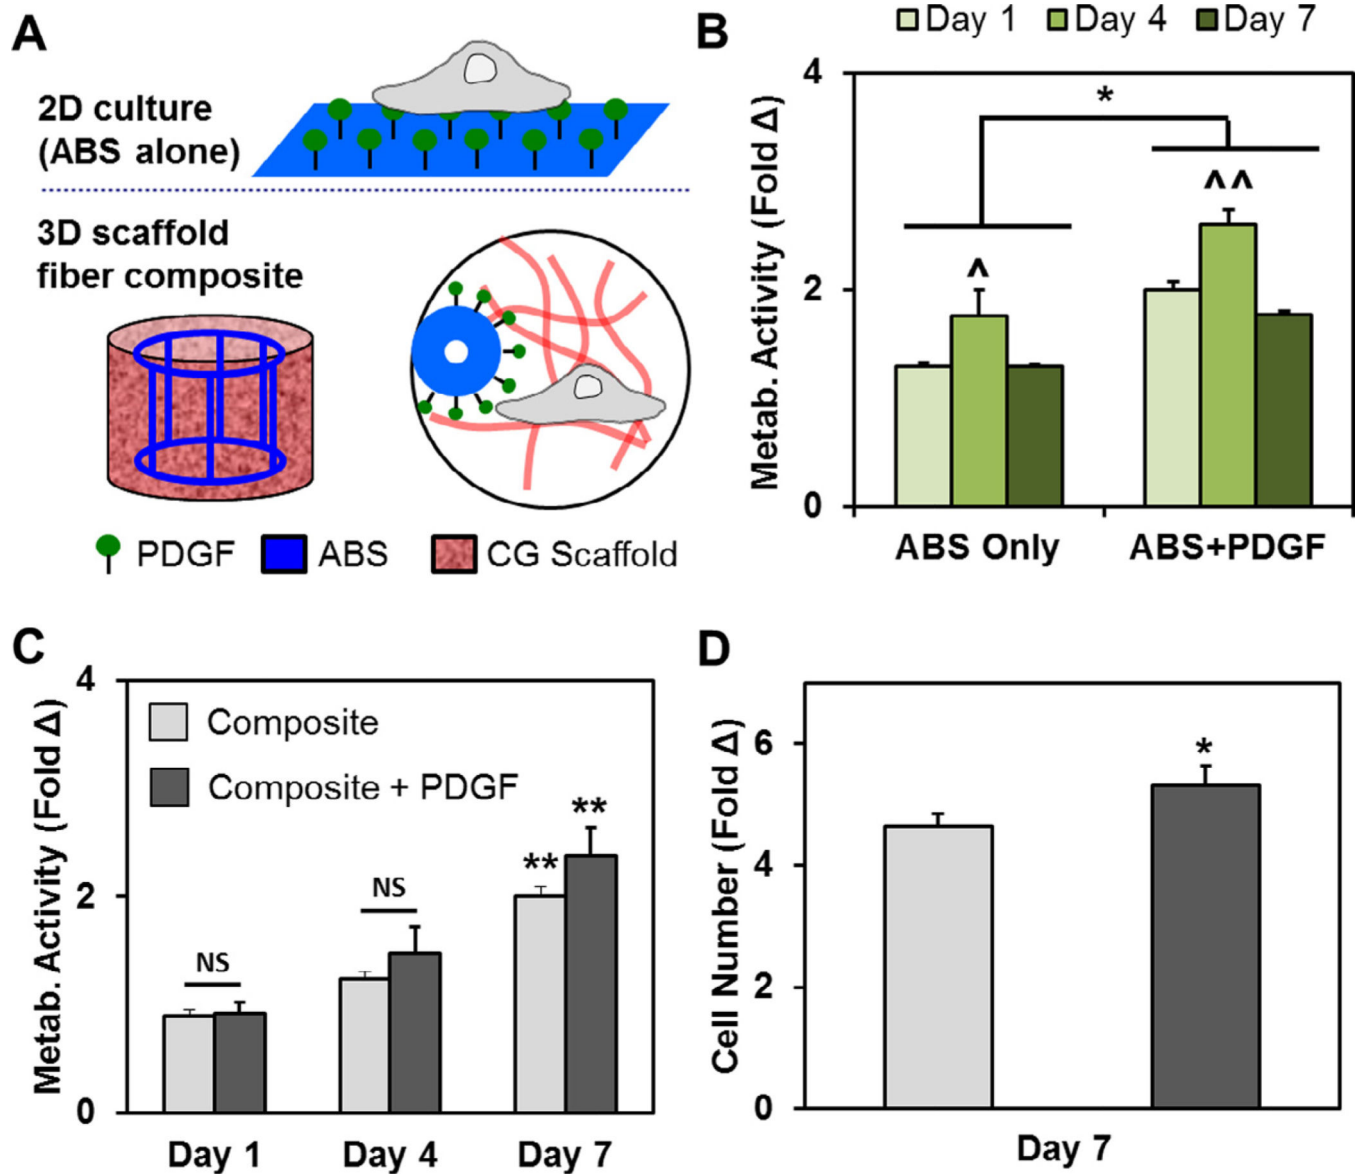 A
2D culture
(ABS alone)
3D scaffold
fiber composite
PDGF
ABS
CG Scaffold
B
Day 1
Day 4
Day 7
Metab. Activity (Fold Δ)
4
2
0
*
^
^^
ABS Only
ABS+PDGF
C
Metab. Activity (Fold Δ)
4
2
0
Composite
Composite + PDGF
NS
NS
**
**
Day 1
Day 4
Day 7
D
Cell Number (Fold Δ)
6
4
2
0
*
Day 7